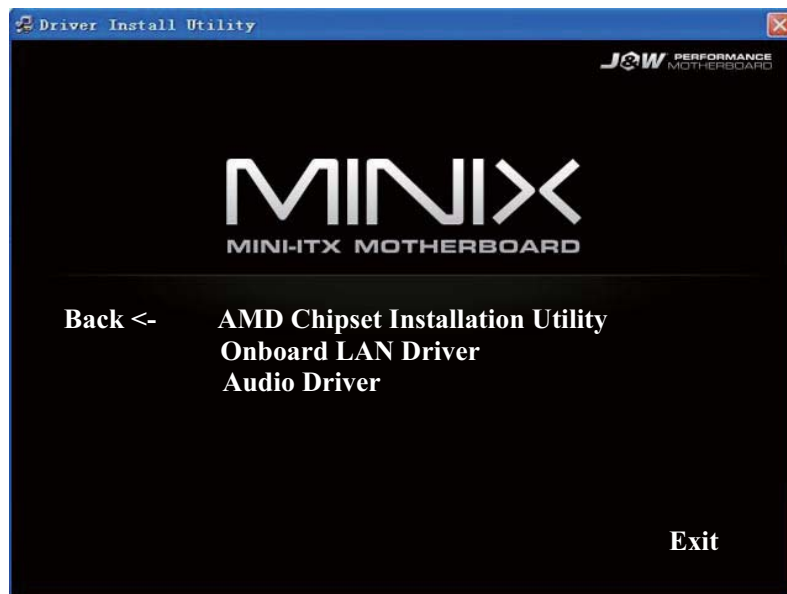 Driver Install Utility
J&W PERFORMANCE
MOTHERBOARD
MINIX
MINI-ITX MOTHERBOARD
Back <- AMD Chipset Installation Utility
Onboard LAN Driver
Audio Driver
Exit